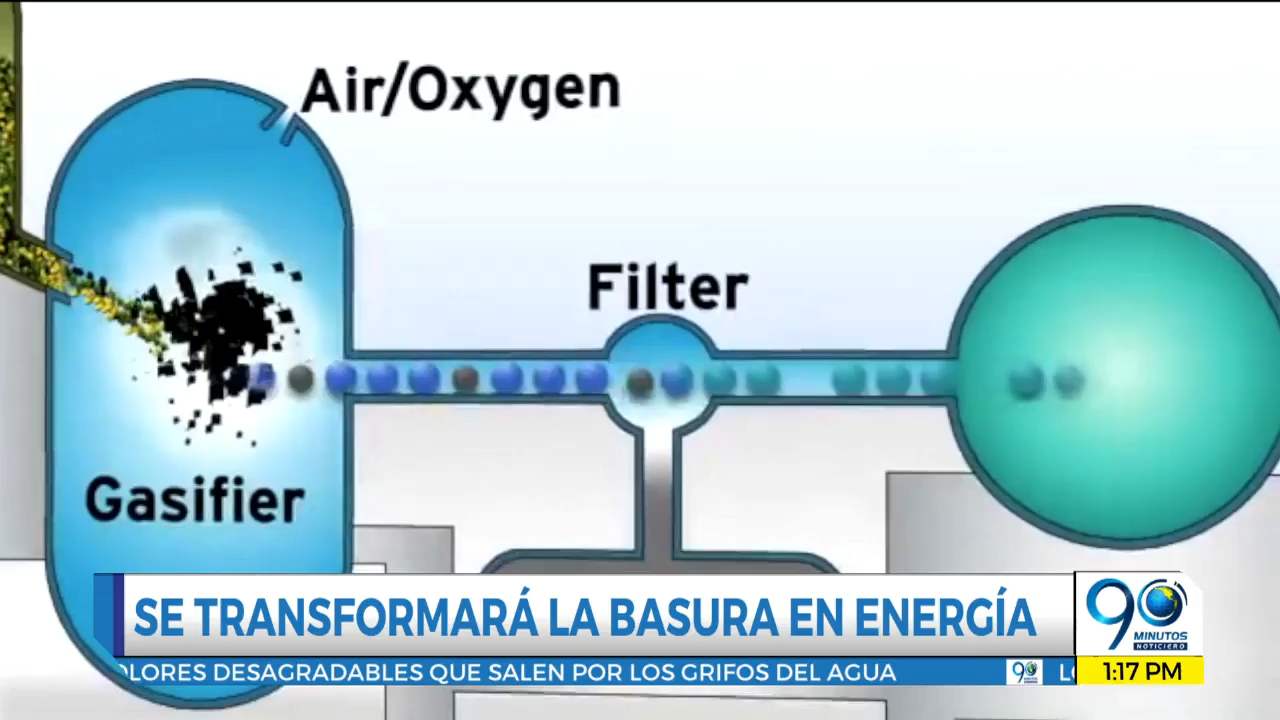 Air/Oxygen
Filter
Gasifier
SE TRANSFORMARÁ LA BASURA EN ENERGÍA
90
MINUTOS
NOTICIERO
OLORES DESAGRADABLES QUE SALEN POR LOS GRIFOS DEL AGUA
90
1:17 PM